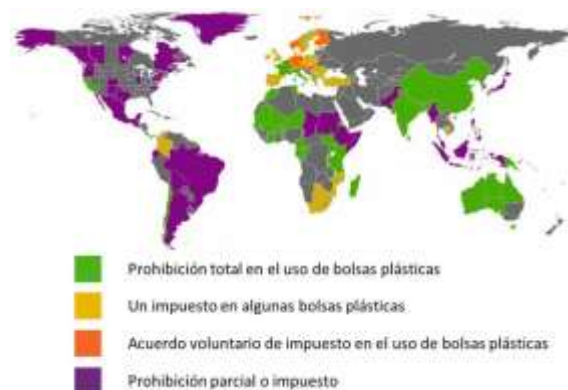 Prohibición total en el uso de bolsas plásticas
Un impuesto en algunas bolsas plásticas
Acuerdo voluntario de impuesto en el uso de bolsas plásticas
Prohibición parcial o impuesto